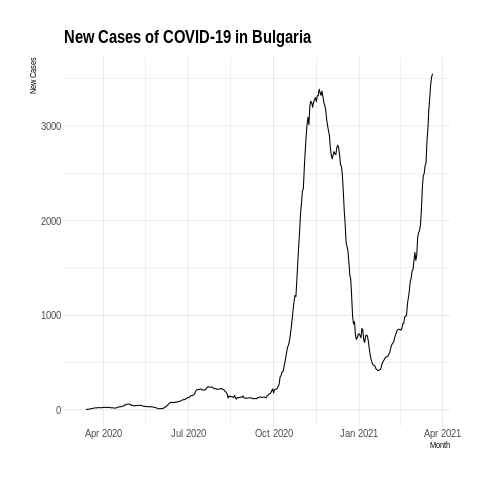 New Cases of COVID-19 in Bulgaria
New Cases
3000
2000
1000
0
Apr 2020 Jul 2020 Oct 2020 Jan 2021 Apr 2021
Month